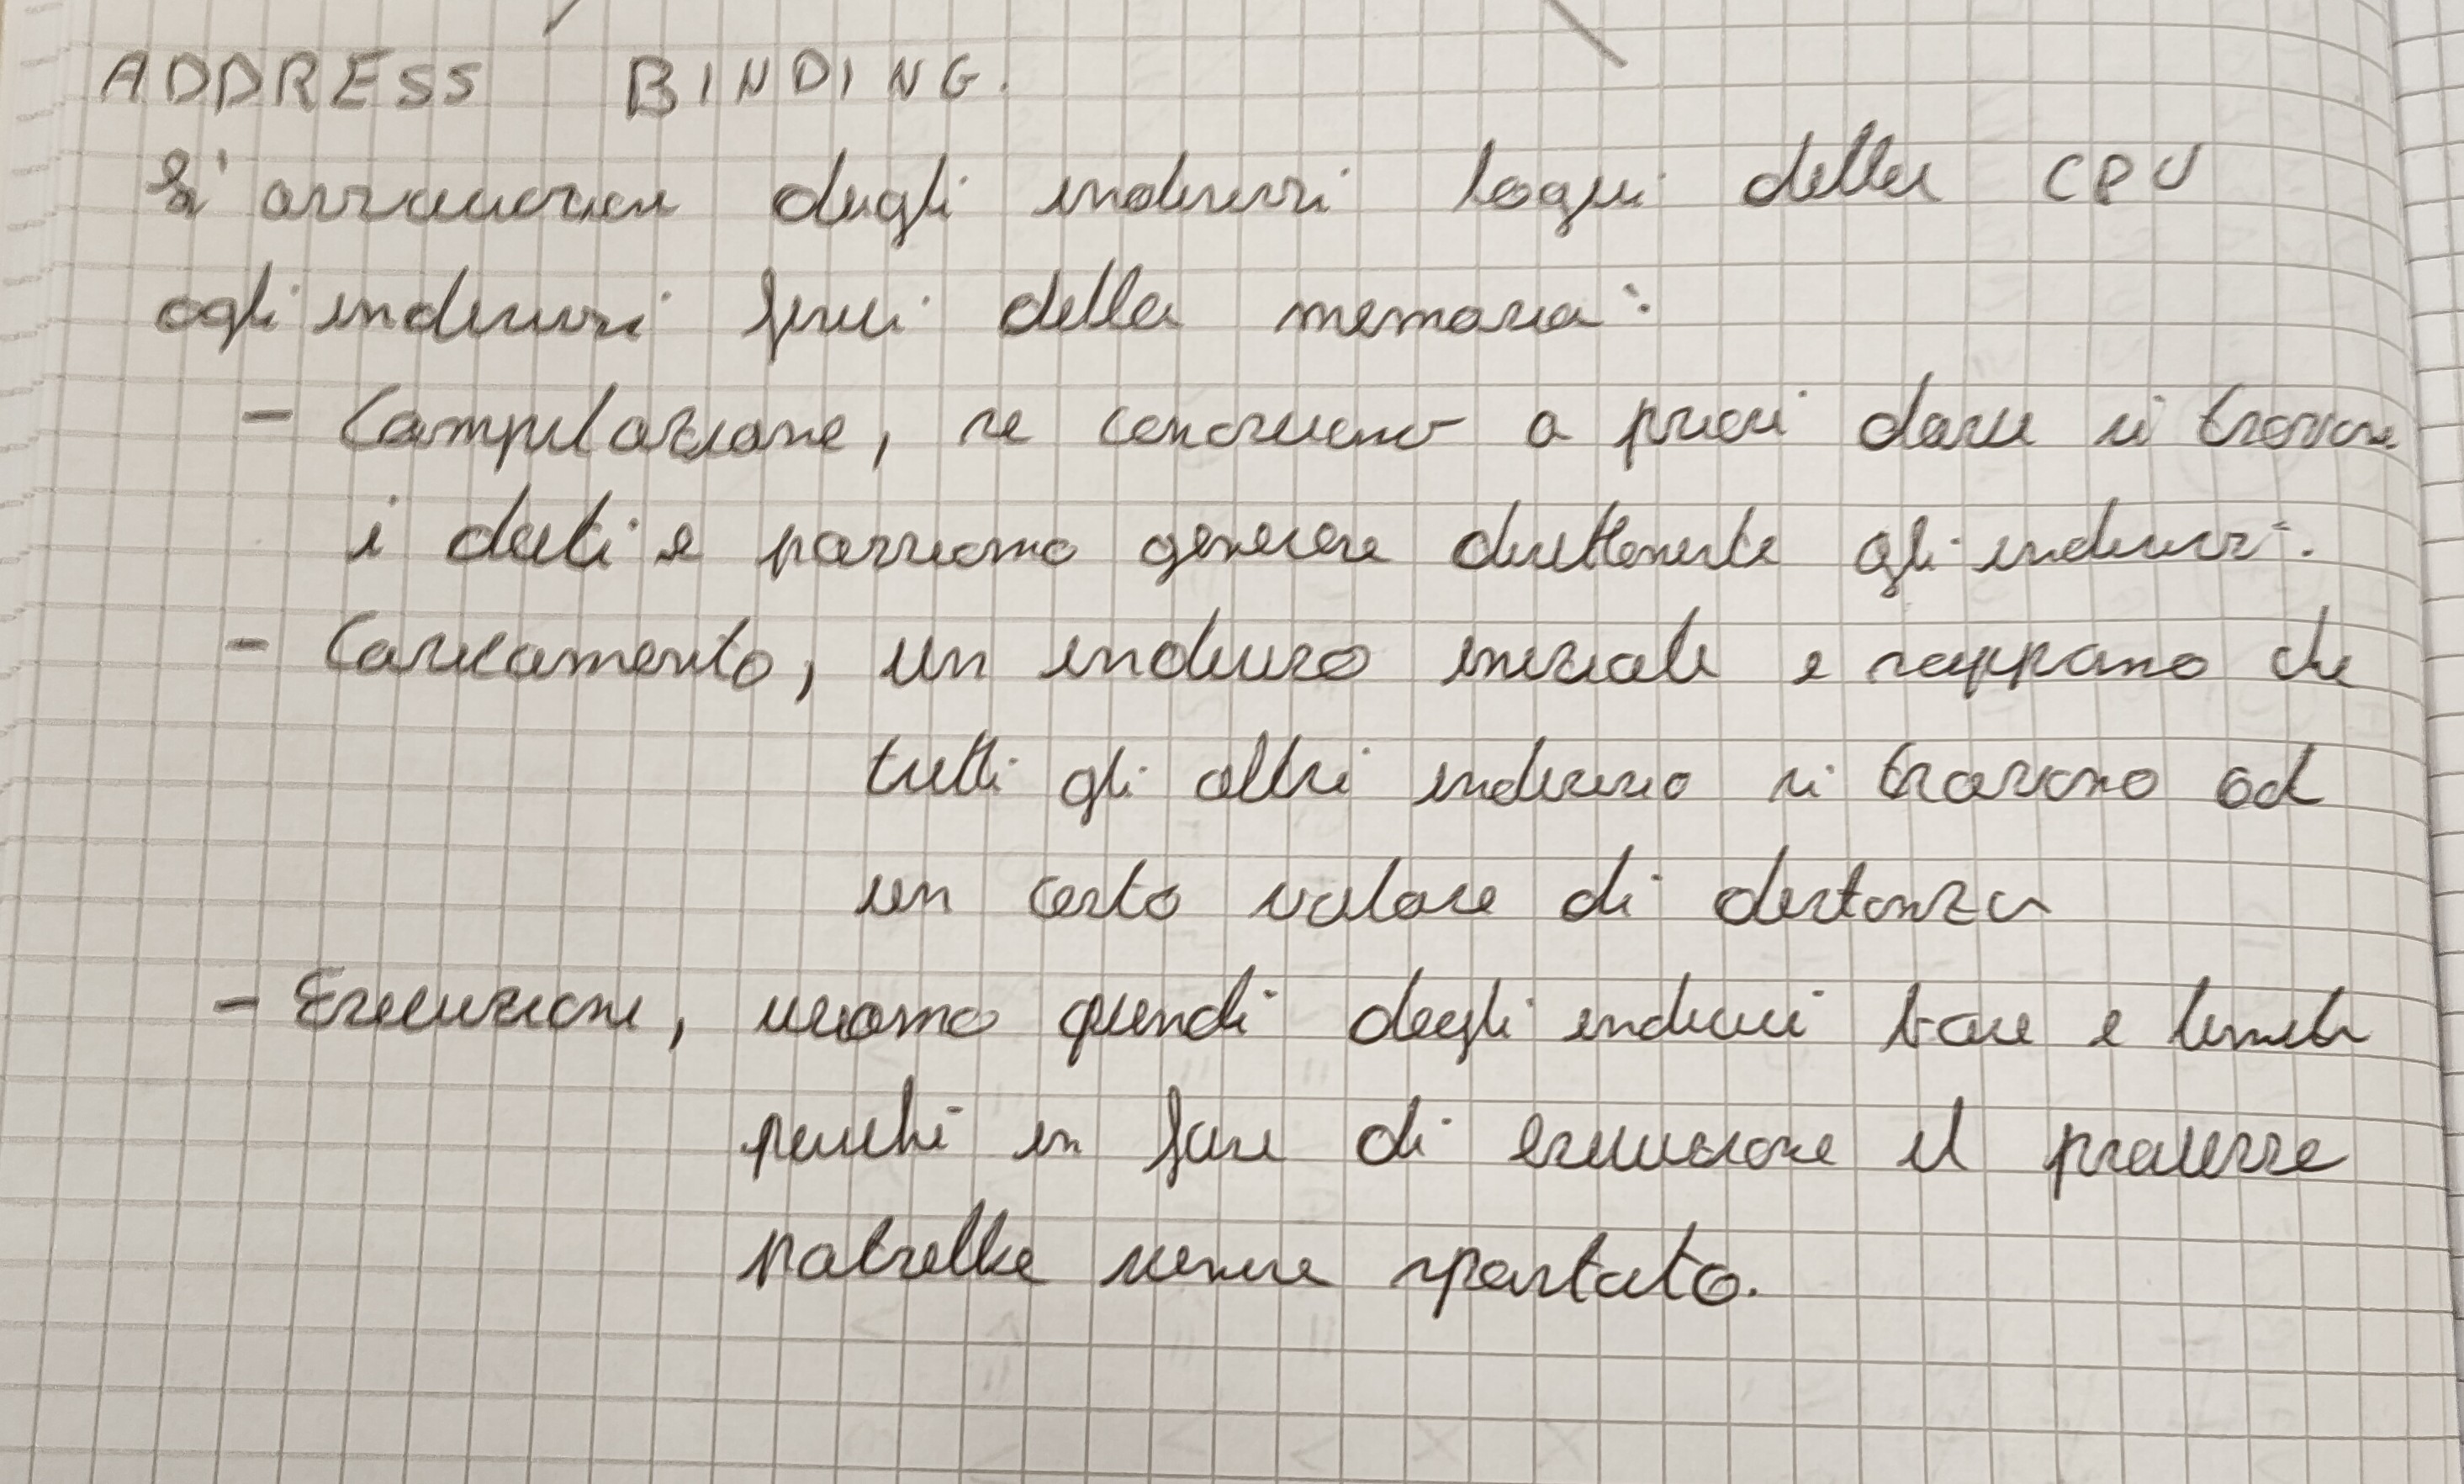 ADDRESS BINDING.
L'associazione degli indirizzi logici della CPU
agli indirizzi fisici della memoria:
- Compilazione, se conosciamo a priori dove si trovano
i dati e possiamo generare direttamente gli indirizzi.
- Caricamento, un indirizzo iniziale e sappiamo che
tutti gli altri indirizzo si trovano ad
un certo valore di distanza
- Esecuzione, usiamo quindi degli indirizzi base e limite
perché in fase di esecuzione il processo
potrebbe venire spostato.